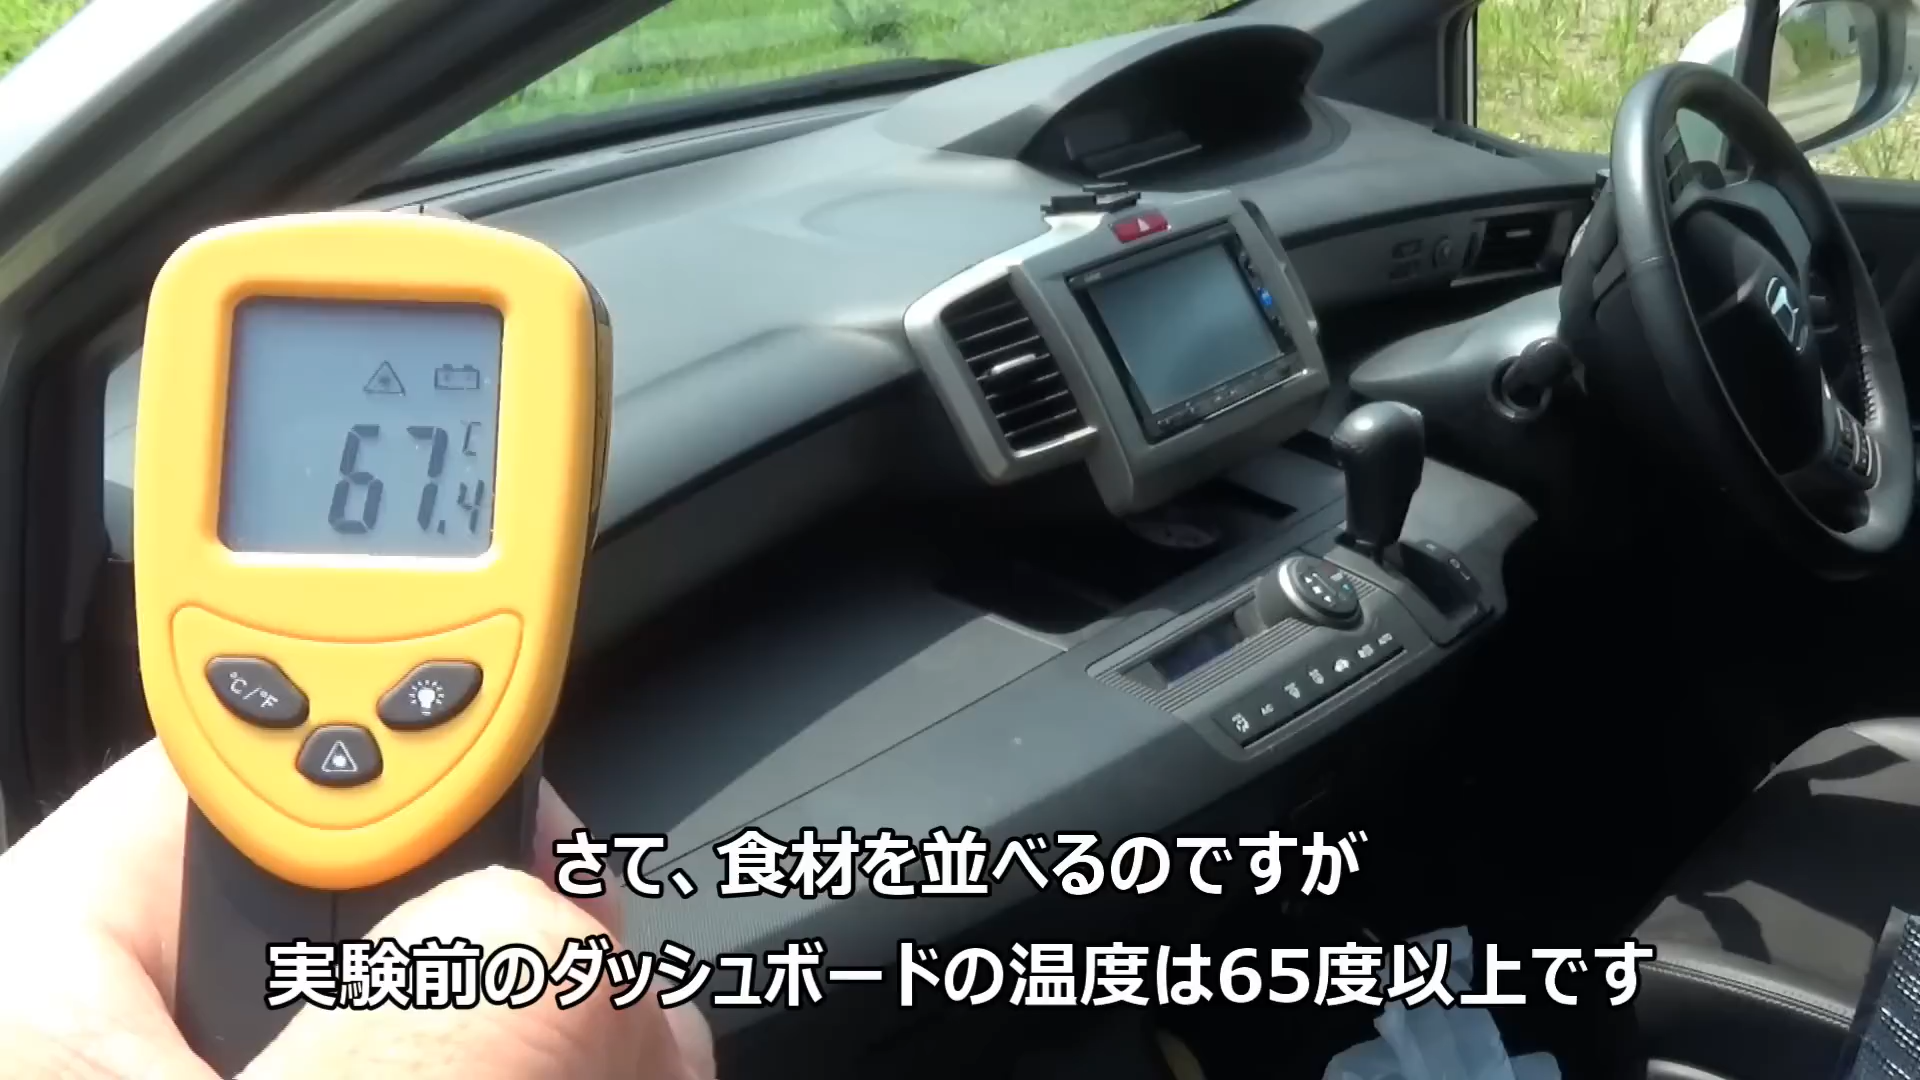 67.4 ℃
℃/℉
AUTO
A/C
さて、食材を並べるのですが
実験前のダッシュボードの温度は65度以上です